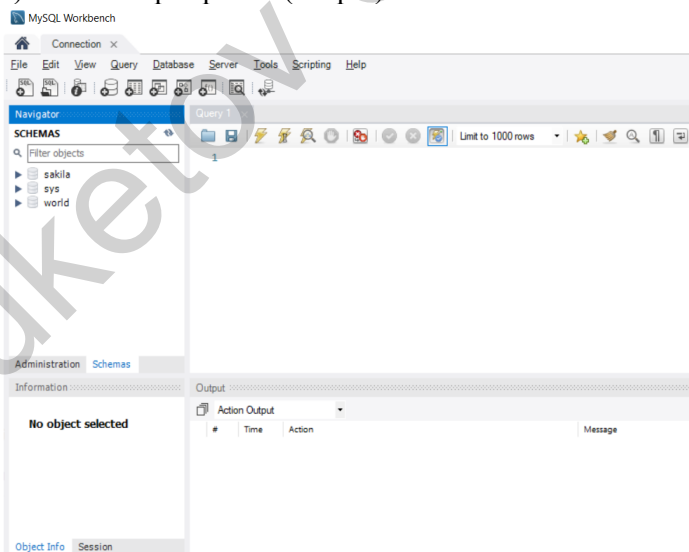 MySQL Workbench
Connection ×
File Edit View Query Database Server Tools Scripting Help
Navigator
SCHEMAS
Filter objects
sakila
sys
world
Administration Schemas
Information
No object selected
Object Info Session
Query 1 ×
Limit to 1000 rows
1
Output
Action Output
# Time Action Message
uketov